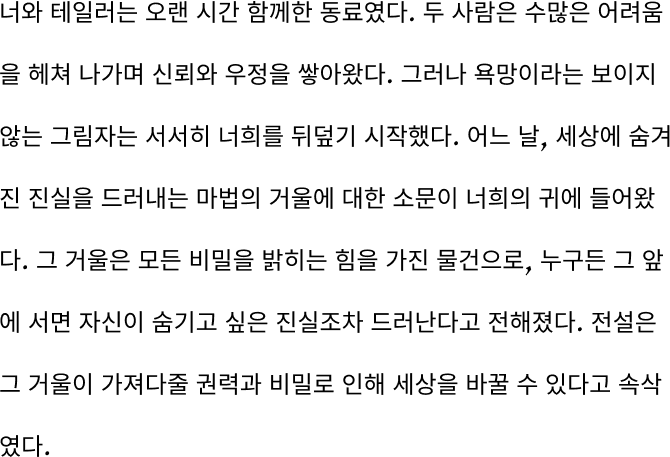 너와 테일러는 오랜 시간 함께한 동료였다. 두 사람은 수많은 어려움
을 헤쳐 나가며 신뢰와 우정을 쌓아왔다. 그러나 욕망이라는 보이지
않는 그림자는 서서히 너희를 뒤덮기 시작했다. 어느 날, 세상에 숨겨
진 진실을 드러내는 마법의 거울에 대한 소문이 너희의 귀에 들어왔
다. 그 거울은 모든 비밀을 밝히는 힘을 가진 물건으로, 누구든 그 앞
에 서면 자신이 숨기고 싶은 진실조차 드러난다고 전해졌다. 전설은
그 거울이 가져다줄 권력과 비밀로 인해 세상을 바꿀 수 있다고 속삭
였다.